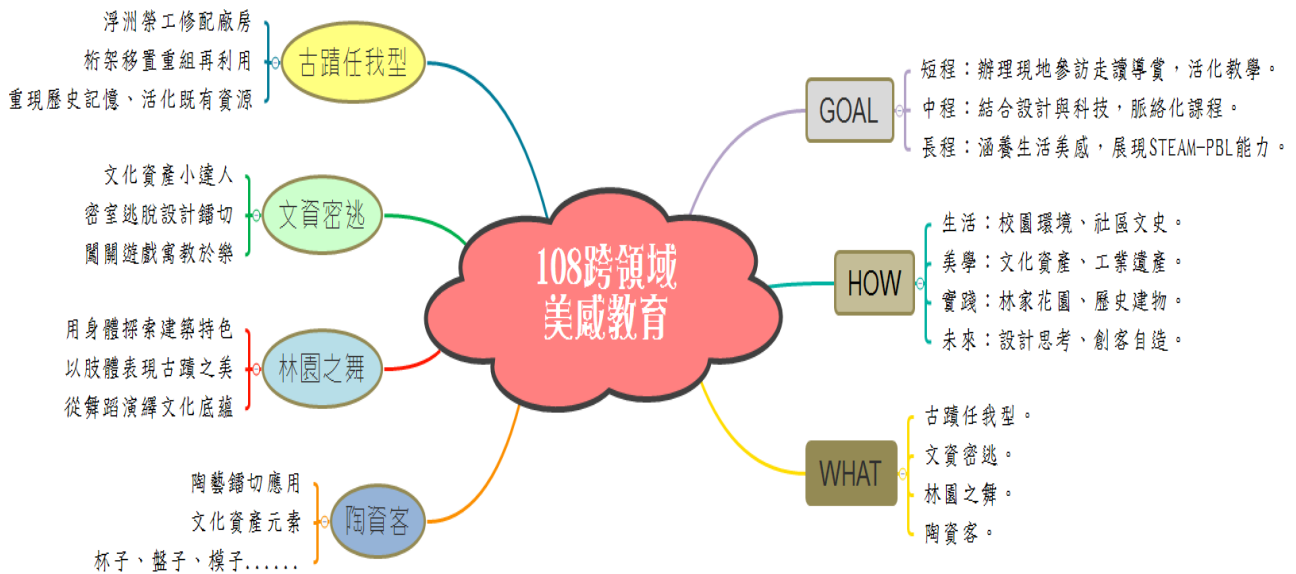 108跨領域
美感教育
古蹟任我型
浮洲榮工修配廠房
桁架移置重組再利用
重現歷史記憶、活化既有資源
文資密逃
文化資產小達人
密室逃脫設計鐳切
闖關遊戲寓教於樂
林園之舞
用身體探索建築特色
以肢體表現古蹟之美
從舞蹈演繹文化底蘊
陶資客
陶藝鐳切應用
文化資產元素
杯子、盤子、模子......
GOAL
短程：辦理現地參訪走讀導賞，活化教學。
中程：結合設計與科技，脈絡化課程。
長程：涵養生活美感，展現STEAM-PBL能力。
HOW
生活：校園環境、社區文史。
美學：文化資產、工業遺產。
實踐：林家花園、歷史建物。
未來：設計思考、創客自造。
WHAT
古蹟任我型。
文資密逃。
林園之舞。
陶資客。